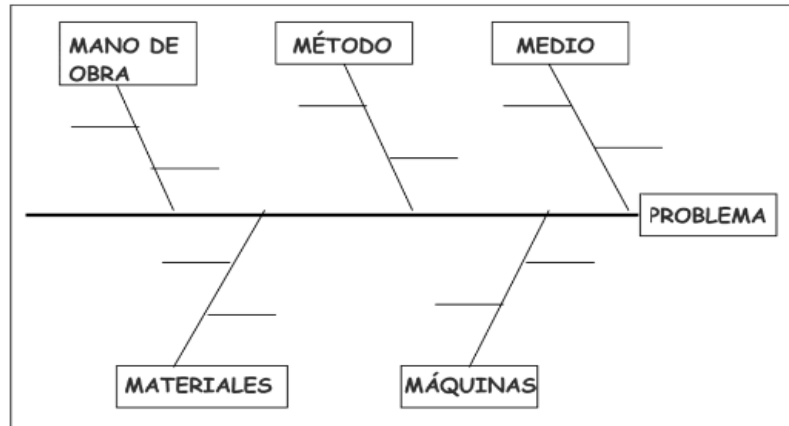 MANO DE
OBRA
MÉTODO
MEDIO
PROBLEMA
MATERIALES
MÁQUINAS